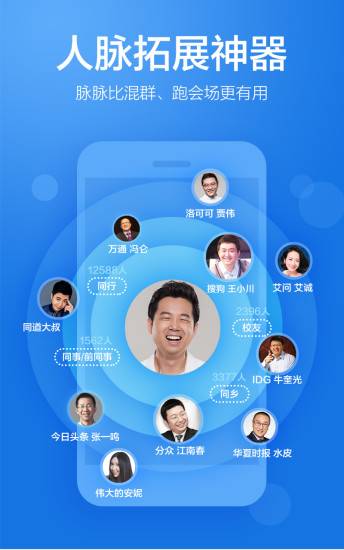 人脉拓展神器
脉脉比混群、跑会场更有用
洛可可 贾伟
万通 冯仑
12588人
同行
搜狗 王小川
艾问 艾诚
2396人
校友
同道大叔
1562人
同事/前同事
IDG 牛奎光
3377人
同乡
今日头条 张一鸣
分众 江南春
华夏时报 水皮
伟大的安妮